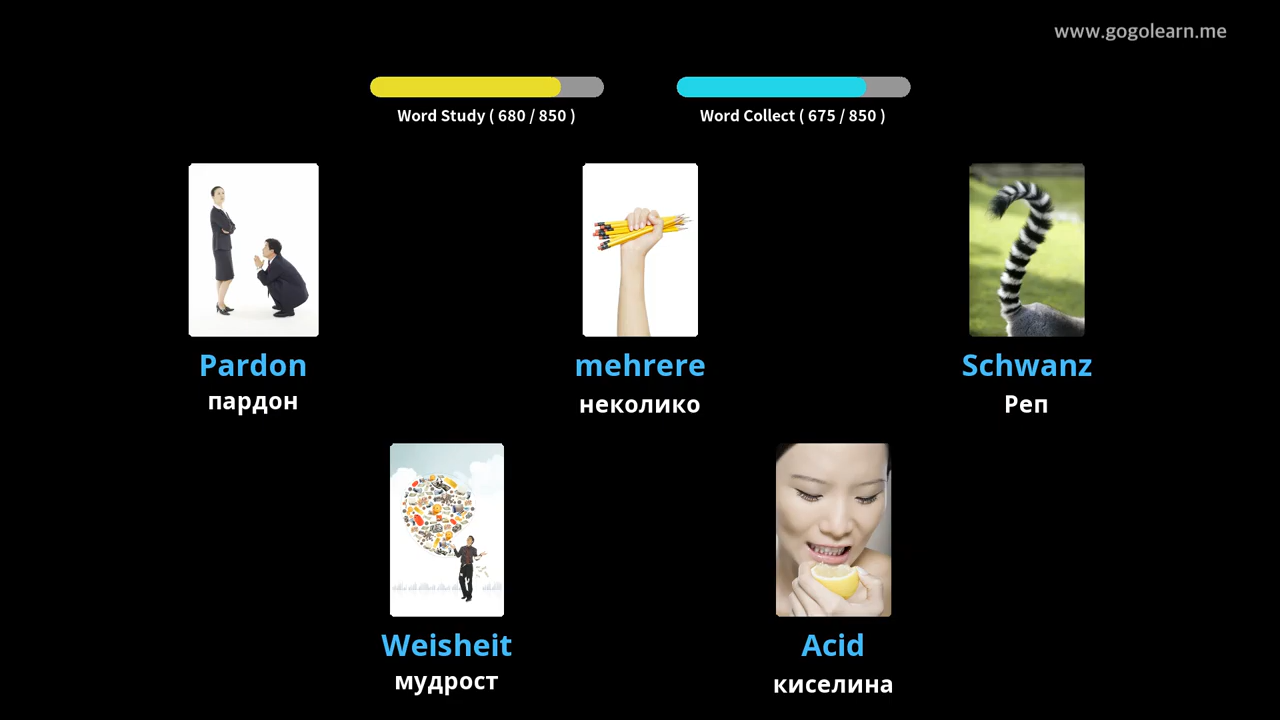 www.gogolearn.me
Word Study ( 680 / 850 )
Word Collect ( 675 / 850 )
Pardon
пардон
mehrere
неколико
Schwanz
Реп
Weisheit
мудрост
Acid
киселина